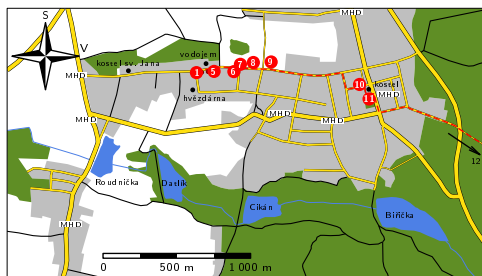 MHD
S
V
vodojem
kostel sv. Jana
MHD
1
5
6
7
8
9
hvězdárna
10
kostel
MHD
11
MHD
MHD
MHD
12
Roudnička
Datlík
Cikán
Biřička
MHD
0
500 m
1 000 m